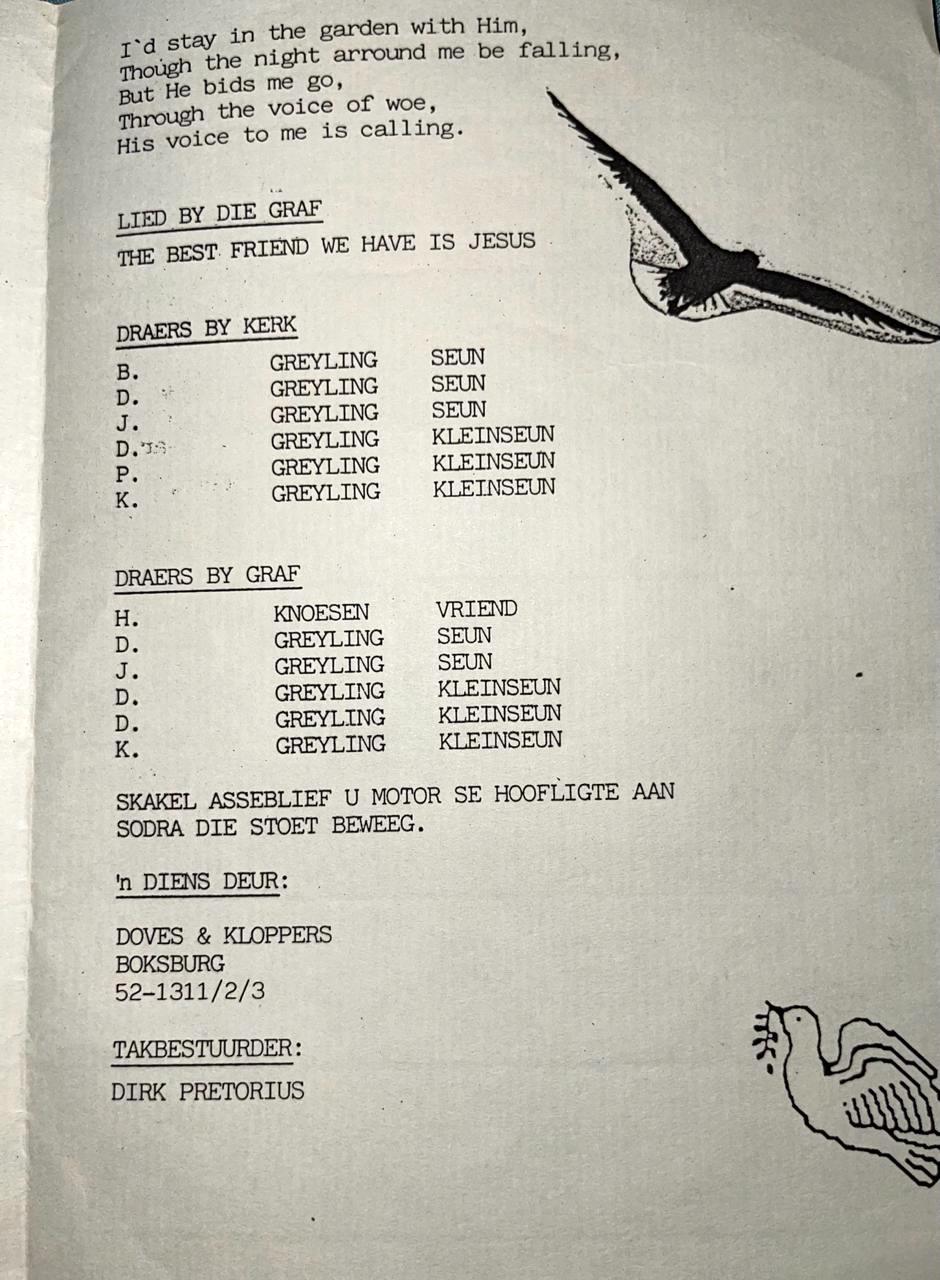 I`d stay in the garden with Him,
Though the night arround me be falling,
But He bids me go,
Through the voice of woe,
His voice to me is calling.
LIED BY DIE GRAF
THE BEST FRIEND WE HAVE IS JESUS
DRAERS BY KERK
B. GREYLING SEUN
D. GREYLING SEUN
J. GREYLING SEUN
D. GREYLING KLEINSEUN
P. GREYLING KLEINSEUN
K. GREYLING KLEINSEUN
DRAERS BY GRAF
H. KNOESEN VRIEND
D. GREYLING SEUN
J. GREYLING SEUN
D. GREYLING KLEINSEUN
D. GREYLING KLEINSEUN
K. GREYLING KLEINSEUN
SKAKEL ASSEBLIEF U MOTOR SE HOOFLIGTE AAN
SODRA DIE STOET BEWEEG.
'n DIENS DEUR:
DOVES & KLOPPERS
BOKSBURG
52-1311/2/3
TAKBESTUURDER:
DIRK PRETORIUS